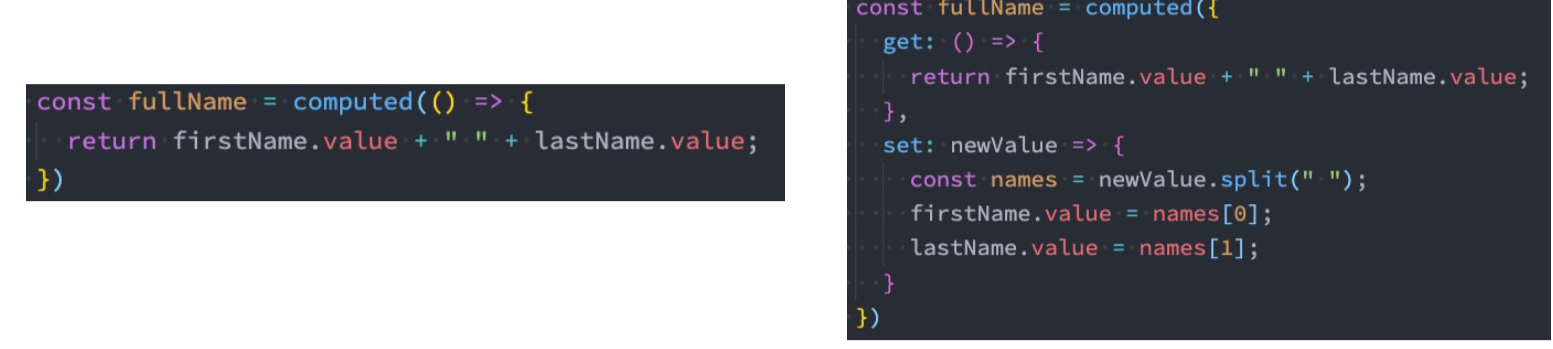 const fullName = computed(() => {
  return firstName.value + " " + lastName.value;
})
const fullName = computed({
  get: () => {
    return firstName.value + " " + lastName.value;
  },
  set: newValue => {
    const names = newValue.split(" ");
    firstName.value = names[0];
    lastName.value = names[1];
  }
})